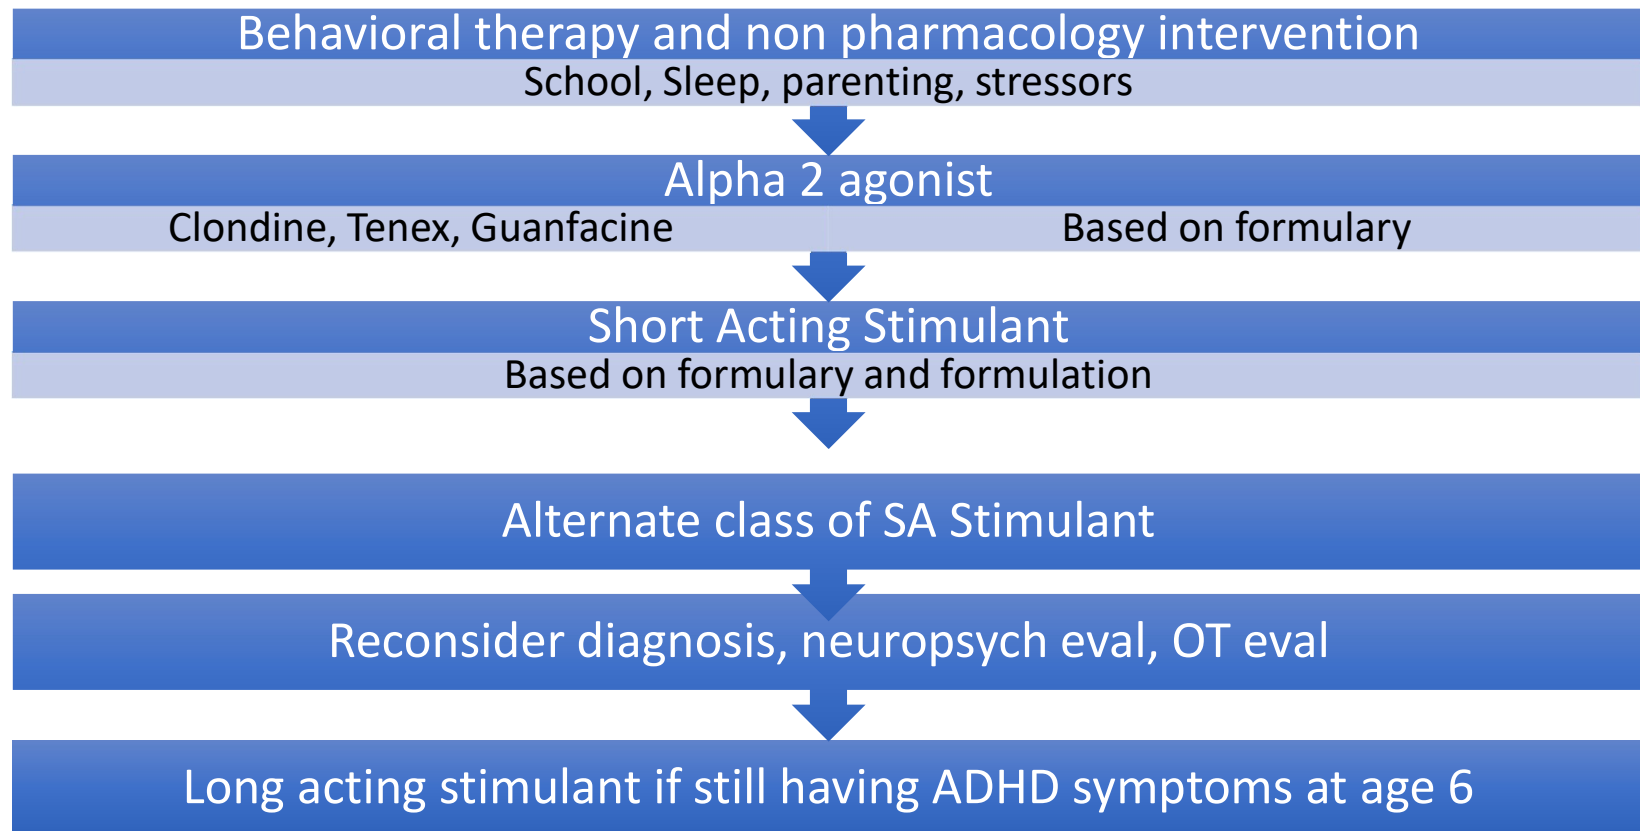 Behavioral therapy and non pharmacology intervention
School, Sleep, parenting, stressors
Alpha 2 agonist
Clondine, Tenex, Guanfacine
Based on formulary
Short Acting Stimulant
Based on formulary and formulation
Alternate class of SA Stimulant
Reconsider diagnosis, neuropsych eval, OT eval
Long acting stimulant if still having ADHD symptoms at age 6